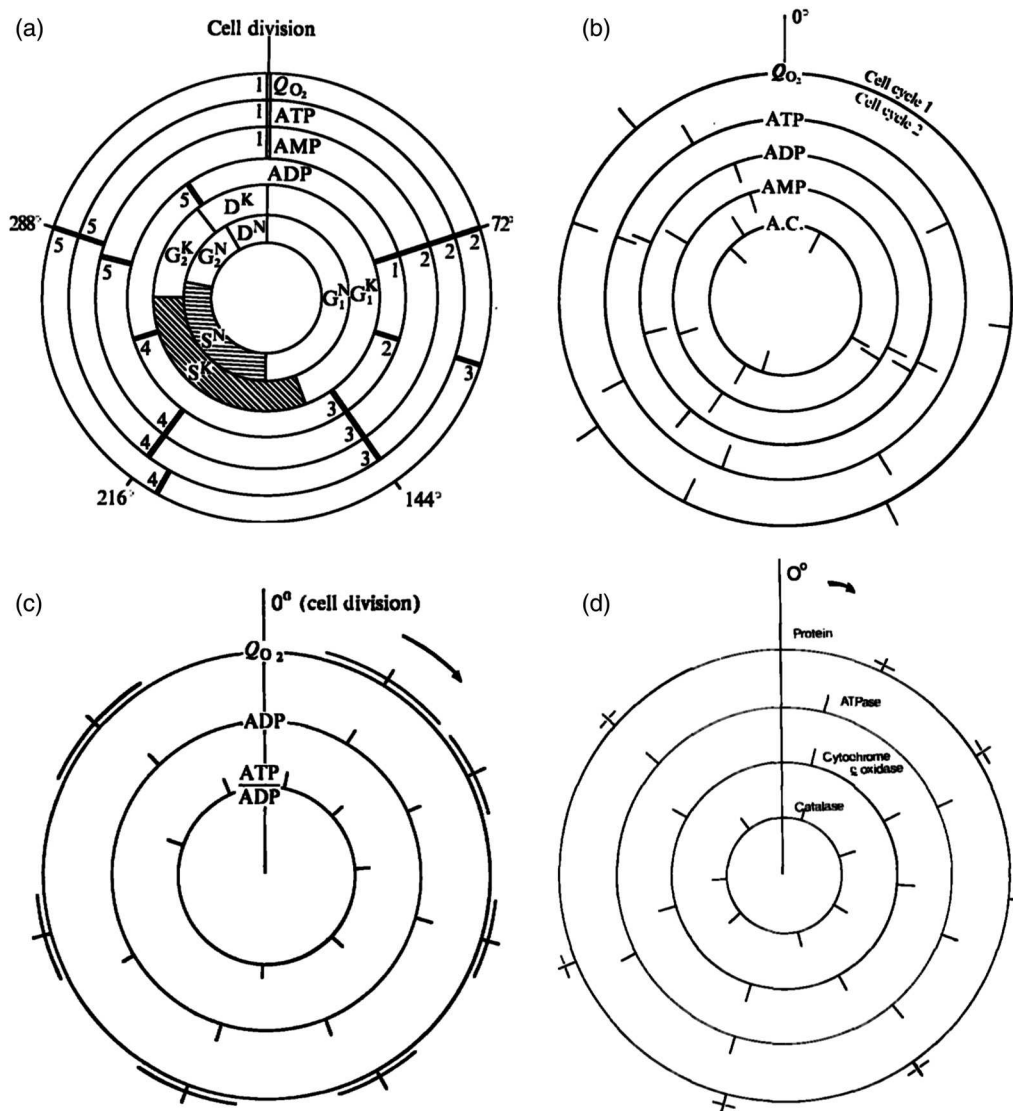 (a)
Cell division
1 Q O₂
1 ATP
1 AMP
ADP
5 Dᴷ
Dᴺ
288° 5 5 G₂ᴷ G₂ᴺ 5 G₁ᴺ G₁ᴷ 1 2 2 2 72°
4 Sᴺ 2
Sᴷ 3
4 3
4 3
4 3
216° 144°
(b)
0°
Q O₂
Cell cycle 1
Cell cycle 2
ATP
ADP
AMP
A.C.
(c)
0° (cell division)
Q O₂
ADP
ATP
ADP
(d)
0°
Protein
ATPase
Cytochrome
c oxidase
Catalase